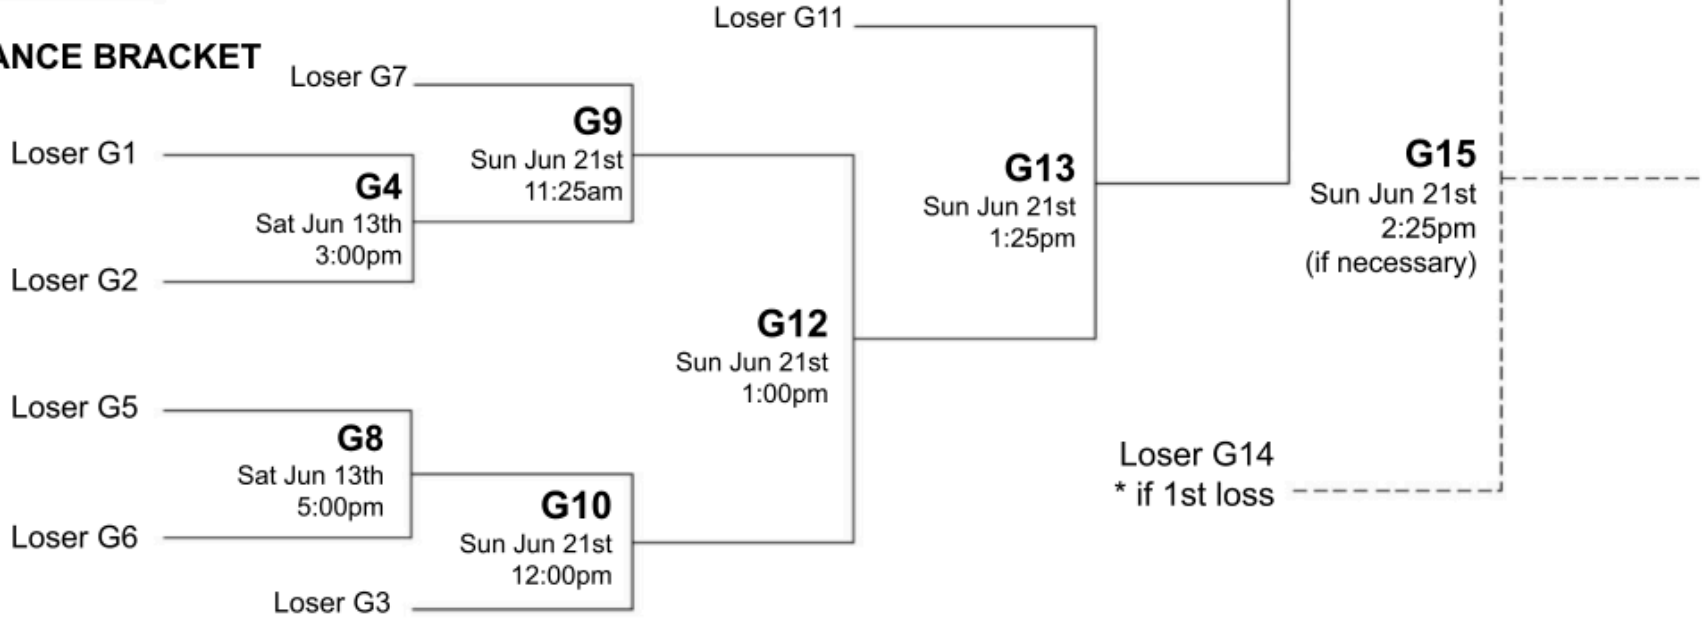 Loser G11
ANCE BRACKET
Loser G7
G9
Sun Jun 21st
11:25am
Loser G1
G4
Sat Jun 13th
3:00pm
Loser G2
G13
Sun Jun 21st
1:25pm
G15
Sun Jun 21st
2:25pm
(if necessary)
G12
Sun Jun 21st
1:00pm
Loser G5
G8
Sat Jun 13th
5:00pm
Loser G6
G10
Sun Jun 21st
12:00pm
Loser G3
Loser G14
* if 1st loss